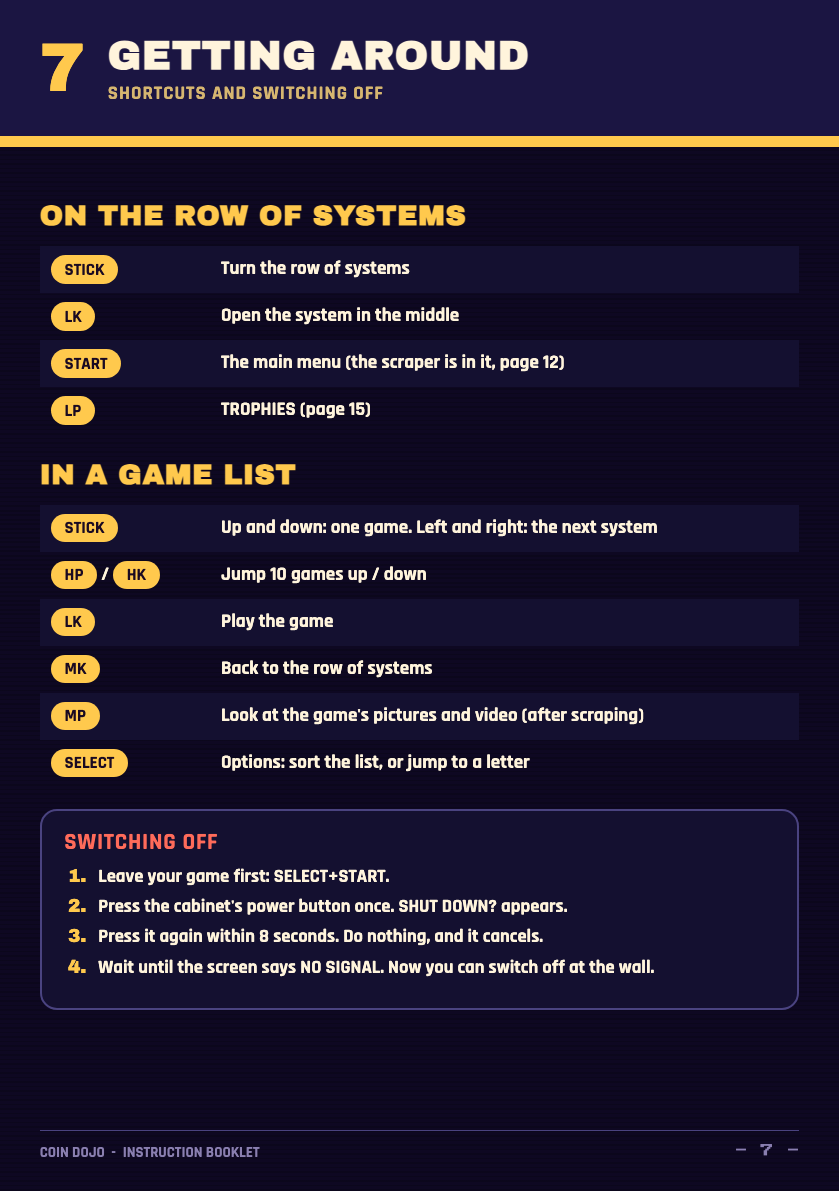 7 GETTING AROUND
SHORTCUTS AND SWITCHING OFF
ON THE ROW OF SYSTEMS
STICK Turn the row of systems
LK Open the system in the middle
START The main menu (the scraper is in it, page 12)
LP TROPHIES (page 15)
IN A GAME LIST
STICK Up and down: one game. Left and right: the next system
HP / HK Jump 10 games up / down
LK Play the game
MK Back to the row of systems
MP Look at the game's pictures and video (after scraping)
SELECT Options: sort the list, or jump to a letter
SWITCHING OFF
1. Leave your game first: SELECT+START.
2. Press the cabinet's power button once. SHUT DOWN? appears.
3. Press it again within 8 seconds. Do nothing, and it cancels.
4. Wait until the screen says NO SIGNAL. Now you can switch off at the wall.
COIN DOJO - INSTRUCTION BOOKLET – 7 –